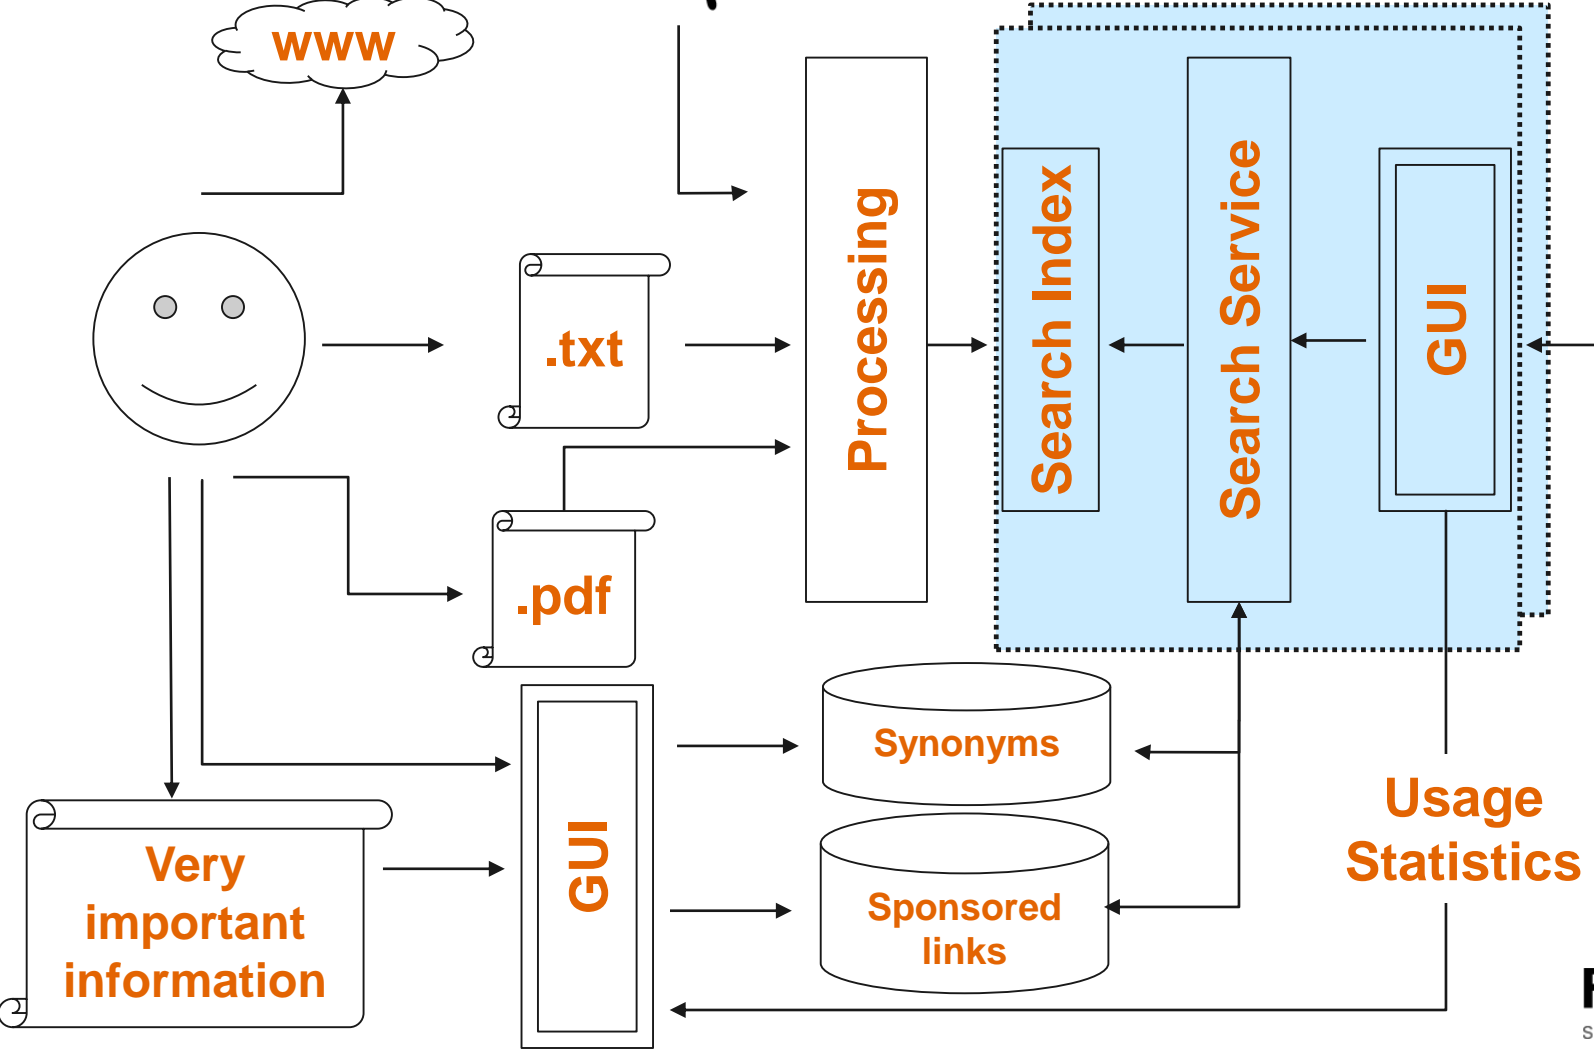 www
Processing
Search Index
Search Service
GUI
.txt
.pdf
Synonyms
GUI
Usage
Statistics
Very
important
information
Sponsored
links